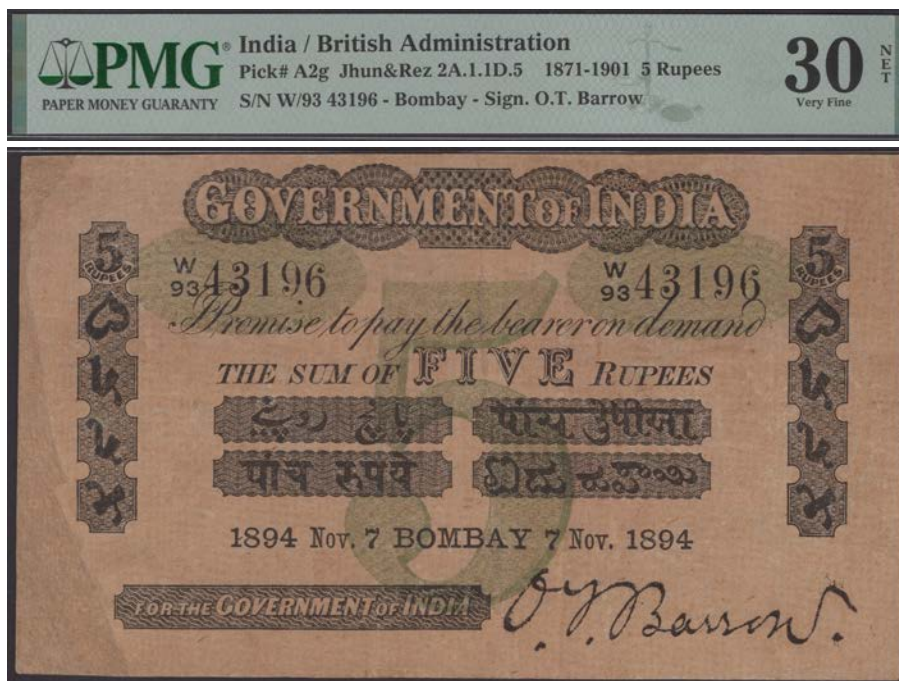 PMG® India / British Administration
Pick# A2g Jhun&Rez 2A.1.1D.5 1871-1901 5 Rupees
PAPER MONEY GUARANTY S/N W/93 43196 - Bombay - Sign. O.T. Barrow
30 NET
Very Fine
GOVERNMENT OF INDIA
5 RUPEES 5 RUPEES
W/93 43196 W/93 43196
I Promise to pay the bearer on demand
THE SUM OF FIVE RUPEES
पांच रुपये
1894 Nov. 7 BOMBAY 7 Nov. 1894
FOR THE GOVERNMENT OF INDIA O.T. Barrow.